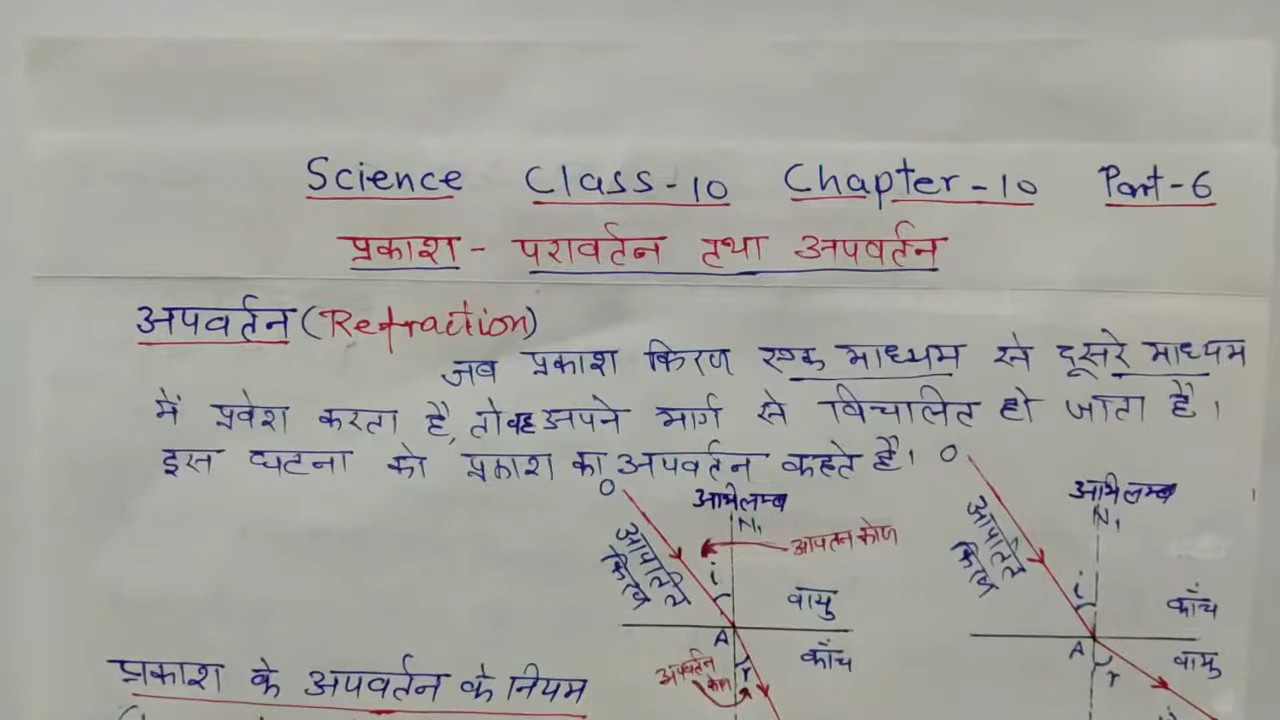 Science Class-10 Chapter-10 Part-6
प्रकाश - परावर्तन तथा अपवर्तन
अपवर्तन (Refraction)
जब प्रकाश किरण एक माध्यम से दूसरे माध्यम
में प्रवेश करता है, तो वह अपने मार्ग से विचालित हो जाता है।
इस घटना को प्रकाश का अपवर्तन कहते है।
O
अभिलम्ब
N₁
आपतन कोण
आपतित किरण
i
वायु
A
काँच
अपवर्तन कोण
r
O
अभिलम्ब
N₁
आपतित किरण
i
काँच
A
वायु
r
प्रकाश के अपवर्तन के नियम